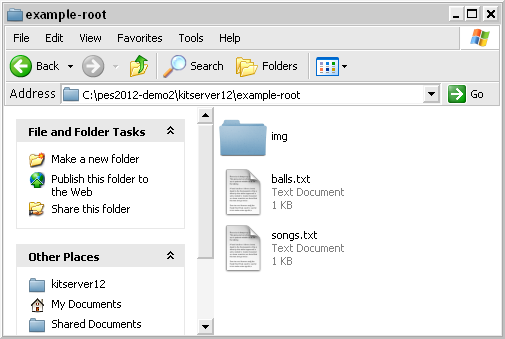 example-root
File Edit View Favorites Tools Help
Back Search Folders
Address C:\pes2012-demo2\kitserver12\example-root Go
File and Folder Tasks
Make a new folder
Publish this folder to
the Web
Share this folder
Other Places
kitserver12
My Documents
Shared Documents
img
balls.txt
Text Document
1 KB
songs.txt
Text Document
1 KB